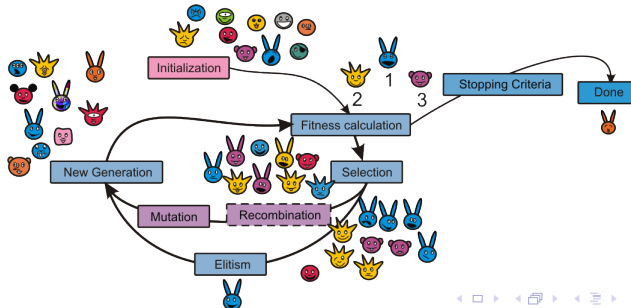 Initialization
1
2
3
Stopping Criteria
Done
Fitness calculation
New Generation
Selection
Mutation
Recombination
Elitism